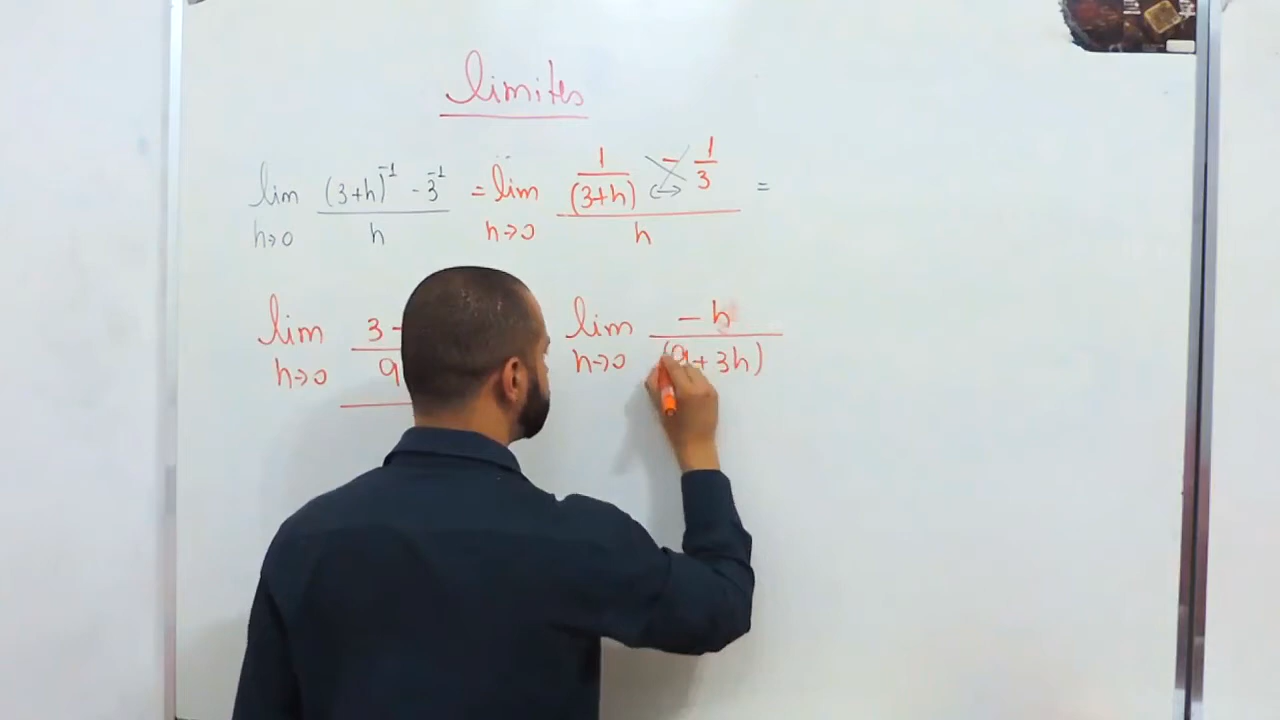 limites
lim h→0 ((3+h)^-1 - 3^-1)/h = lim h→0 (1/(3+h) - 1/3)/h =
lim h→0 3- / 9 lim h→0 -h/(9+3h)